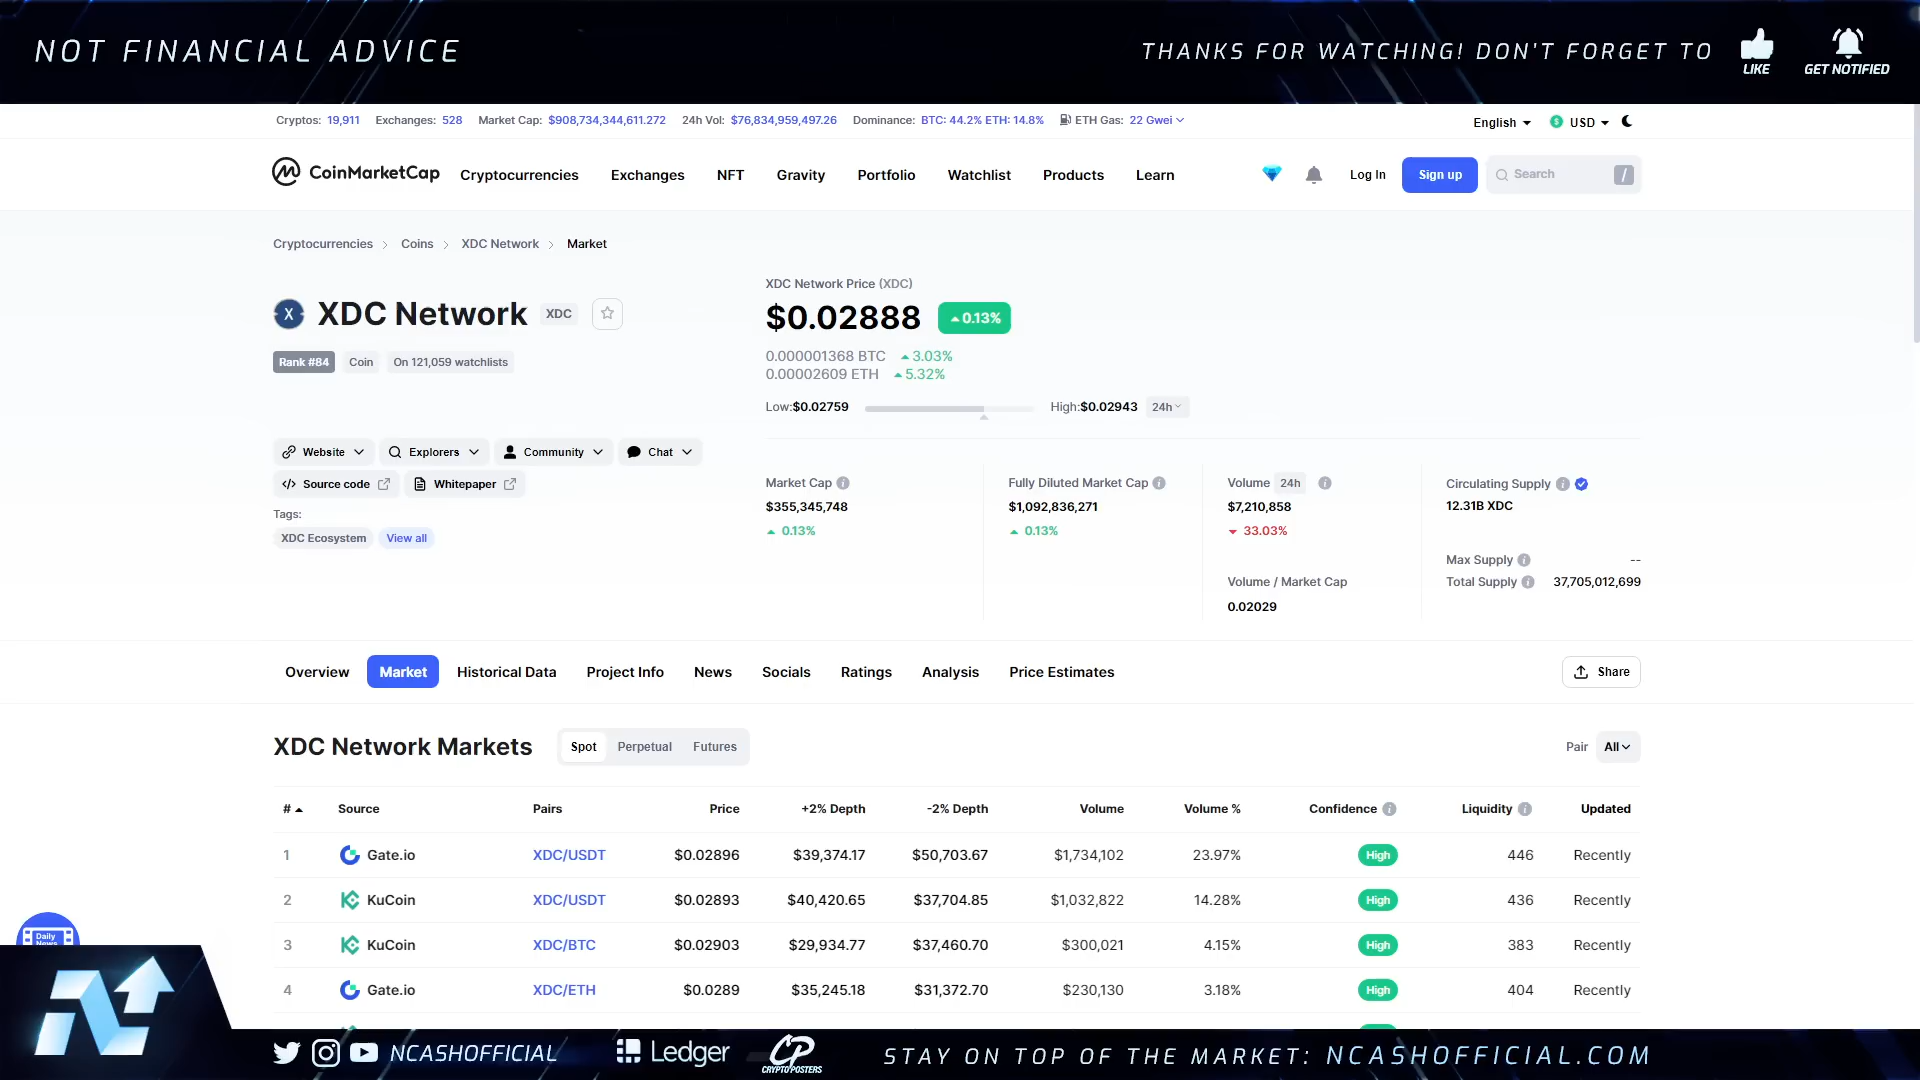 NOT FINANCIAL ADVICE
THANKS FOR WATCHING! DON'T FORGET TO
LIKE
GET NOTIFIED
Cryptos: 19,911 Exchanges: 528 Market Cap: $908,734,344,611.272 24h Vol: $76,834,959,497.26 Dominance: BTC: 44.2% ETH: 14.8% ETH Gas: 22 Gwei
English USD
CoinMarketCap Cryptocurrencies Exchanges NFT Gravity Portfolio Watchlist Products Learn Log In Sign up Search /
Cryptocurrencies Coins XDC Network Market
XDC Network XDC
Rank #84 Coin On 121,059 watchlists
Website Explorers Community Chat
Source code Whitepaper
Tags:
XDC Ecosystem View all
XDC Network Price (XDC)
$0.02888 0.13%
0.000001368 BTC 3.03%
0.00002609 ETH 5.32%
Low:$0.02759 High:$0.02943 24h
Market Cap
$355,345,748
0.13%
Fully Diluted Market Cap
$1,092,836,271
0.13%
Volume 24h
$7,210,858
33.03%
Volume / Market Cap
0.02029
Circulating Supply
12.31B XDC
Max Supply --
Total Supply 37,705,012,699
Overview Market Historical Data Project Info News Socials Ratings Analysis Price Estimates Share
XDC Network Markets Spot Perpetual Futures Pair All
# Source Pairs Price +2% Depth -2% Depth Volume Volume % Confidence Liquidity Updated
1 Gate.io XDC/USDT $0.02896 $39,374.17 $50,703.67 $1,734,102 23.97% High 446 Recently
2 KuCoin XDC/USDT $0.02893 $40,420.65 $37,704.85 $1,032,822 14.28% High 436 Recently
3 KuCoin XDC/BTC $0.02903 $29,934.77 $37,460.70 $300,021 4.15% High 383 Recently
4 Gate.io XDC/ETH $0.0289 $35,245.18 $31,372.70 $230,130 3.18% High 404 Recently
Daily
News
NCASHOFFICIAL
Ledger
CP
CRYPTOPOSTERS
STAY ON TOP OF THE MARKET: NCASHOFFICIAL.COM